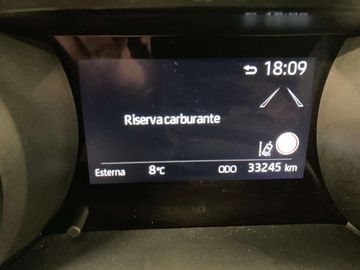 18:09
Riserva carburante
Esterna 8°C ODO 33245 km